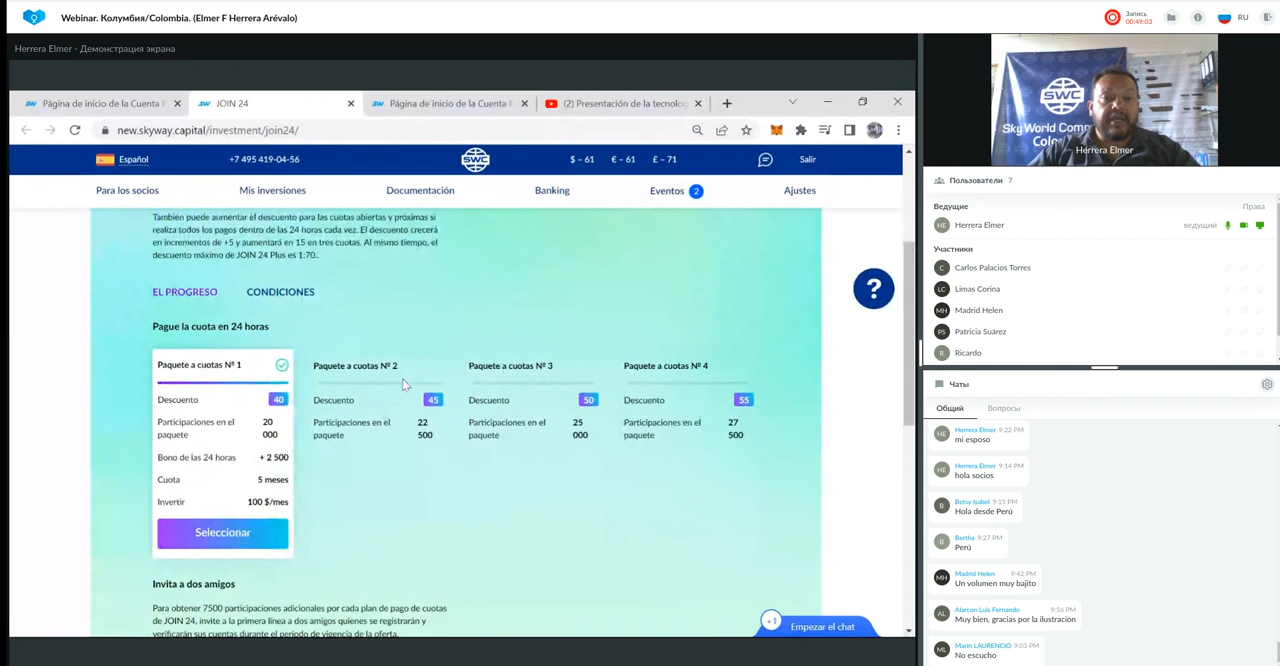 Webinar. Колумбия/Colombia. (Elmer F Herrera Arévalo)
Запись
00:49:03
RU
Herrera Elmer - Демонстрация экрана
Página de inicio de la Cuenta
JOIN 24
Página de inicio de la Cuenta
(2) Presentación de la tecnolo
new.skyway.capital/investment/join24/
Español
+7 495 419-04-56
SWC
$ – 61
€ – 61
£ – 71
Salir
Para los socios
Mis inversiones
Documentación
Banking
Eventos 2
Ajustes
También puede aumentar el descuento para las cuotas abiertas y próximas si
realiza todos los pagos dentro de las 24 horas cada vez. El descuento crecerá
en incrementos de +5 y aumentará en 15 en tres cuotas. Al mismo tiempo, el
descuento máximo de JOIN 24 Plus es 1:70..
EL PROGRESO
CONDICIONES
?
Pague la cuota en 24 horas
Paquete a cuotas Nº 1
Descuento 40
Participaciones en el paquete 20 000
Bono de las 24 horas + 2 500
Cuota 5 meses
Invertir 100 $/mes
Seleccionar
Paquete a cuotas Nº 2
Descuento 45
Participaciones en el paquete 22 500
Paquete a cuotas Nº 3
Descuento 50
Participaciones en el paquete 25 000
Paquete a cuotas Nº 4
Descuento 55
Participaciones en el paquete 27 500
Invita a dos amigos
Para obtener 7500 participaciones adicionales por cada plan de pago de cuotas
de JOIN 24, invite a la primera línea a dos amigos quienes se registrarán y
verificarán sus cuentas durante el periodo de vigencia de la oferta.
+1
Empezar el chat
SWC
Sky World Com
Colo
Herrera Elmer
Пользователи 7
Ведущие
Права
HE Herrera Elmer ведущий
Участники
C Carlos Palacios Torres
LC Limas Corina
MH Madrid Helen
PS Patricia Suárez
R Ricardo
Чаты
Общий
Вопросы
HE Herrera Elmer 9:22 PM
mi esposo
HE Herrera Elmer 9:14 PM
hola socios
B Betsy Isabel 9:15 PM
Hola desde Perú
B Bertha 9:27 PM
Perú
MH Madrid Helen 9:42 PM
Un volumen muy bajito
AL Alarcon Luis Fernando 9:56 PM
Muy bien, gracias por la ilustración
ML Marin LAURENCIO 9:03 PM
No escucho